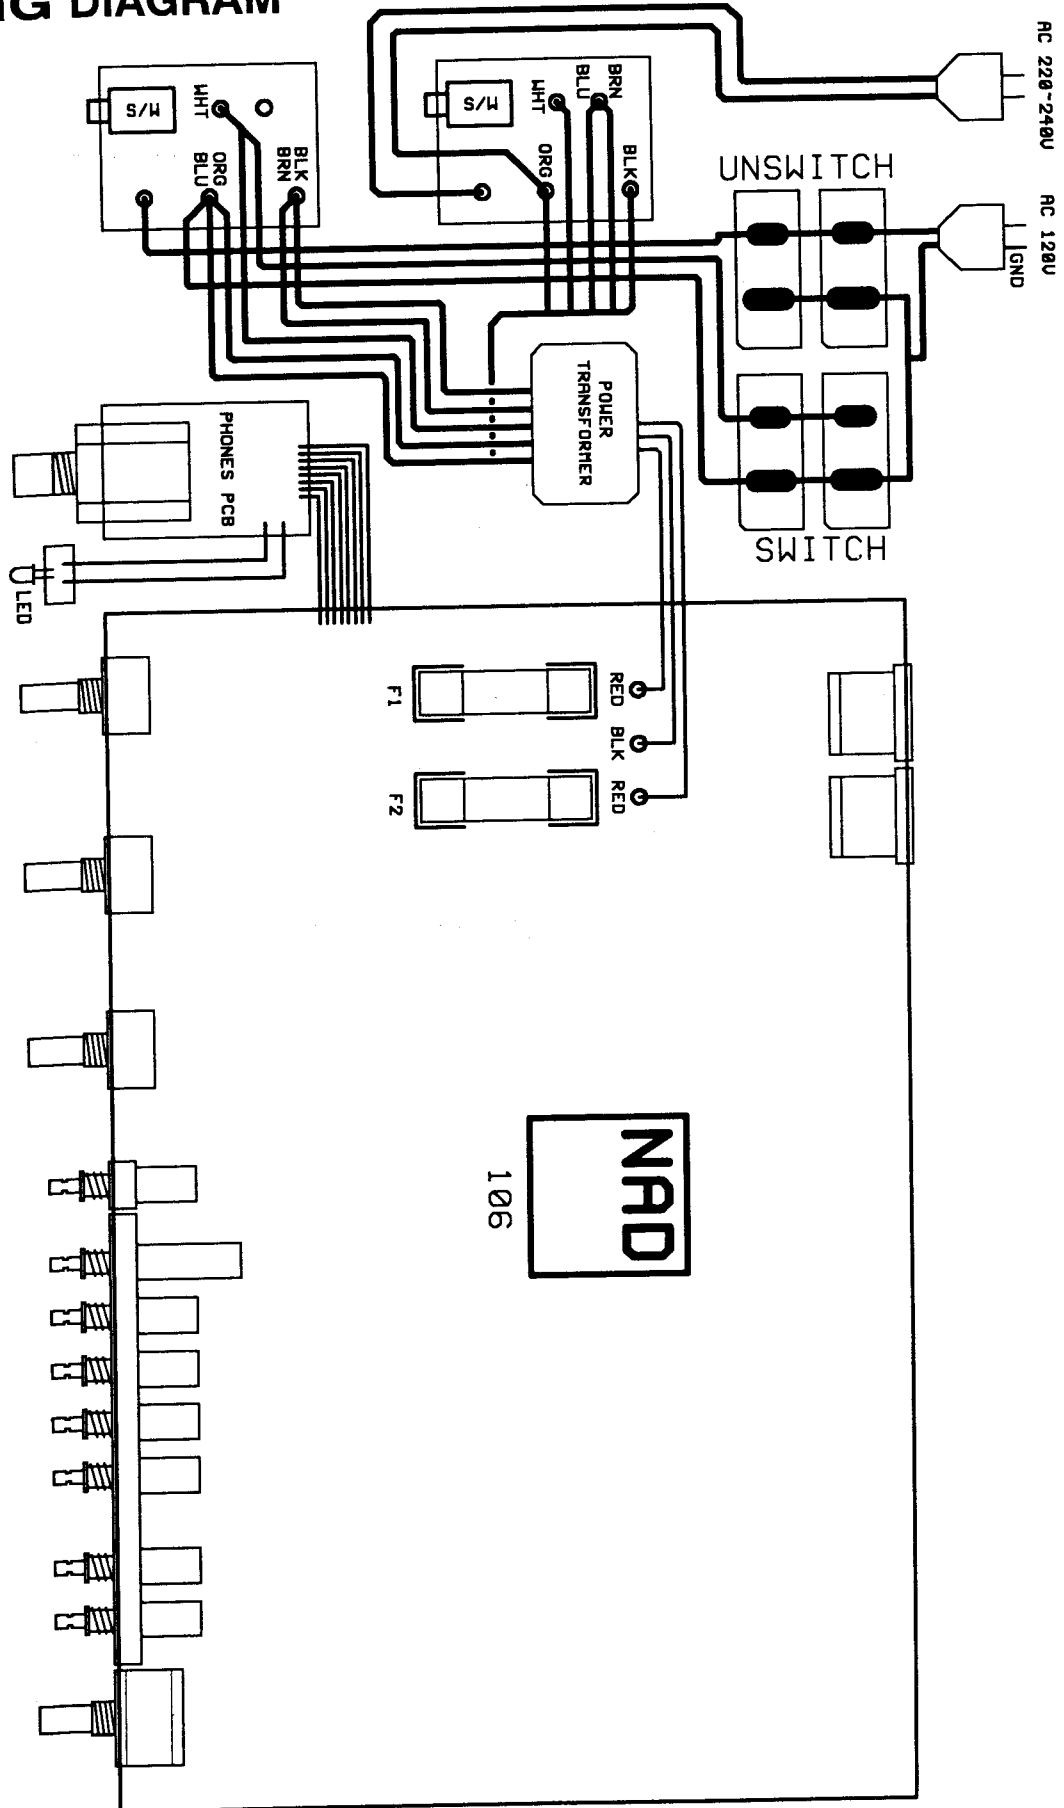 NG DIAGRAM
AC 220~240V
AC 120V
GND
UNSWITCH
SWITCH
M/S
WHT
ORG
BLU
BLK
BRN
M/S
WHT
BLU
BRN
ORG
BLK
POWER
TRANSFORMER
PHONES PCB
LED
F1
RED
BLK
F2
RED
NAD
106